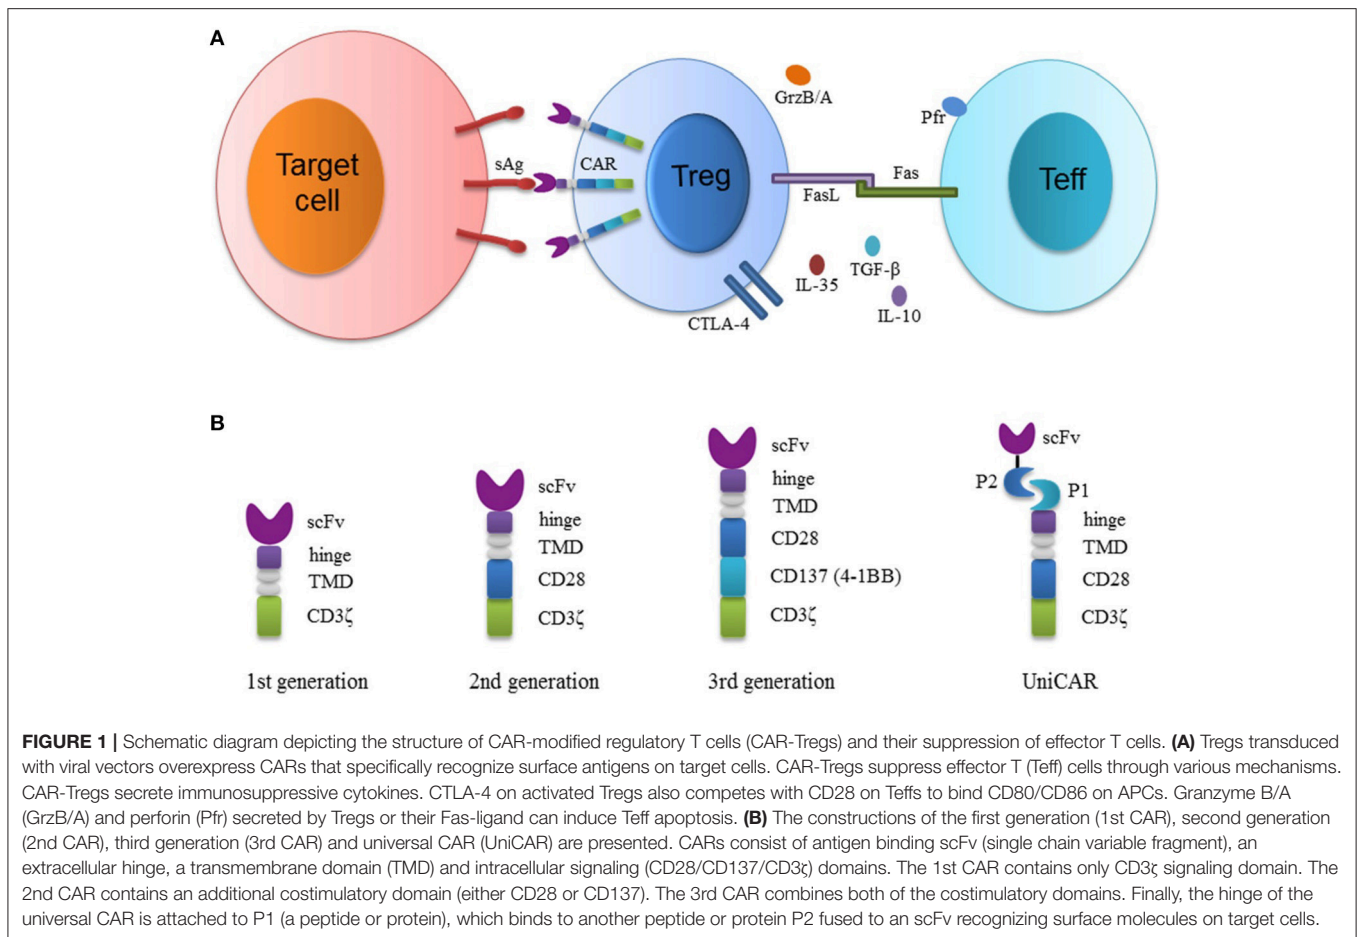 A
Target
cell
sAg
CAR
Treg
GrzB/A
Pfr
FasL
Fas
Teff
CTLA-4
IL-35
TGF-β
IL-10
B
scFv
hinge
TMD
CD3ζ
1st generation
scFv
hinge
TMD
CD28
CD3ζ
2nd generation
scFv
hinge
TMD
CD28
CD137 (4-1BB)
CD3ζ
3rd generation
scFv
P2
P1
hinge
TMD
CD28
CD3ζ
UniCAR
FIGURE 1 | Schematic diagram depicting the structure of CAR-modified regulatory T cells (CAR-Tregs) and their suppression of effector T cells. (A) Tregs transduced
with viral vectors overexpress CARs that specifically recognize surface antigens on target cells. CAR-Tregs suppress effector T (Teff) cells through various mechanisms.
CAR-Tregs secrete immunosuppressive cytokines. CTLA-4 on activated Tregs also competes with CD28 on Teffs to bind CD80/CD86 on APCs. Granzyme B/A
(GrzB/A) and perforin (Pfr) secreted by Tregs or their Fas-ligand can induce Teff apoptosis. (B) The constructions of the first generation (1st CAR), second generation
(2nd CAR), third generation (3rd CAR) and universal CAR (UniCAR) are presented. CARs consist of antigen binding scFv (single chain variable fragment), an
extracellular hinge, a transmembrane domain (TMD) and intracellular signaling (CD28/CD137/CD3ζ) domains. The 1st CAR contains only CD3ζ signaling domain. The
2nd CAR contains an additional costimulatory domain (either CD28 or CD137). The 3rd CAR combines both of the costimulatory domains. Finally, the hinge of the
universal CAR is attached to P1 (a peptide or protein), which binds to another peptide or protein P2 fused to an scFv recognizing surface molecules on target cells.